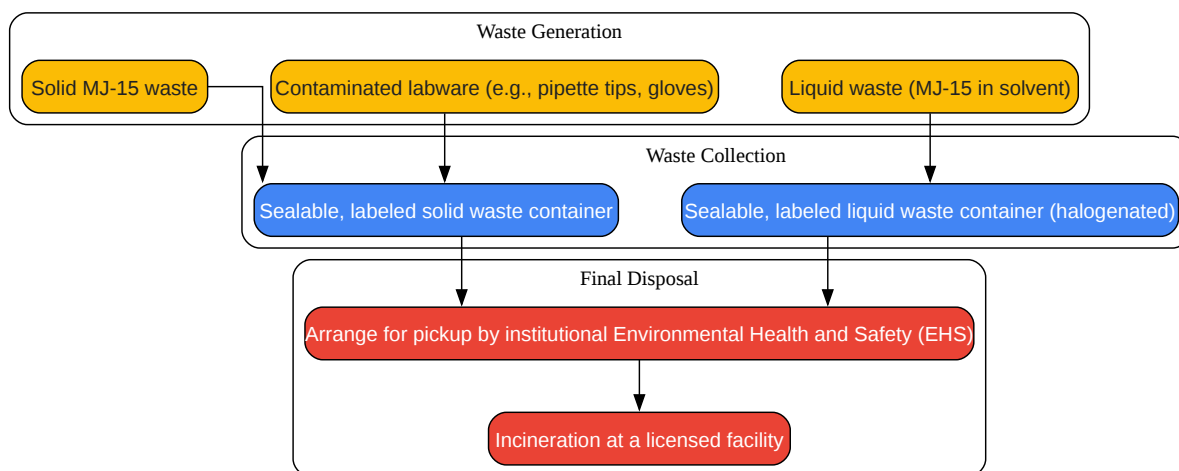 Waste Generation
Solid MJ-15 waste
Contaminated labware (e.g., pipette tips, gloves)
Liquid waste (MJ-15 in solvent)
Waste Collection
Sealable, labeled solid waste container
Sealable, labeled liquid waste container (halogenated)
Final Disposal
Arrange for pickup by institutional Environmental Health and Safety (EHS)
Incineration at a licensed facility